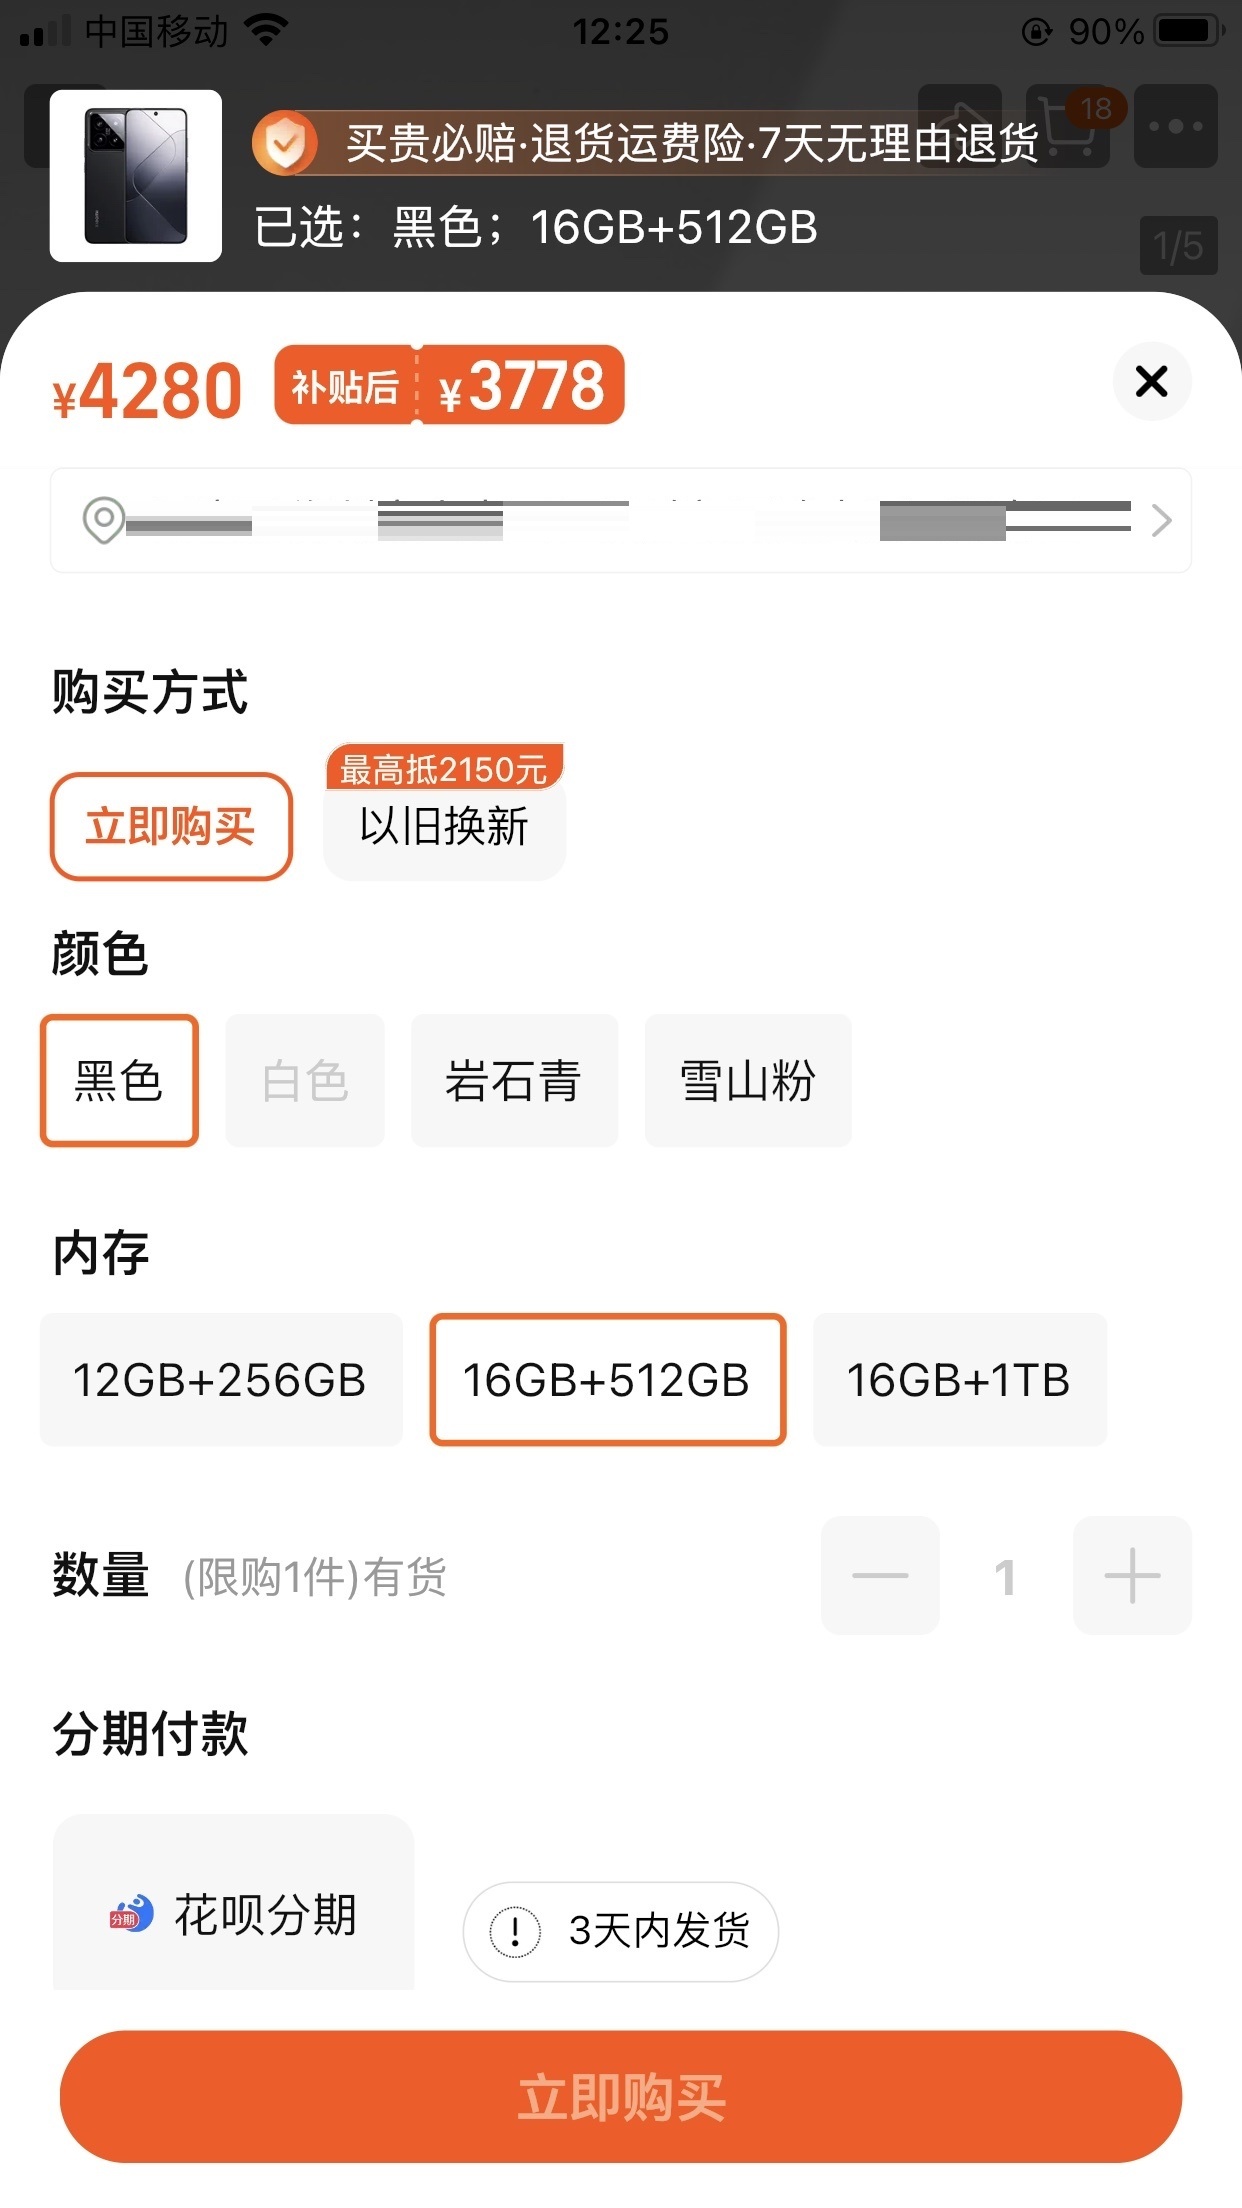 中国移动
12:25
90%
18
买贵必赔·退货运费险·7天无理由退货
已选：黑色；16GB+512GB
1/5
¥4280
补贴后 ¥3778
购买方式
最高抵2150元
立即购买
以旧换新
颜色
黑色
白色
岩石青
雪山粉
内存
12GB+256GB
16GB+512GB
16GB+1TB
数量 (限购1件)有货
1
分期付款
分期
花呗分期
3天内发货
立即购买